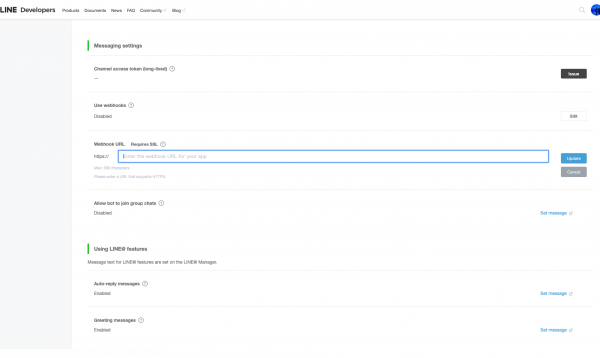 LINE Developers Products Documents News FAQ Community Blog
Messaging settings
Channel access token (long-lived) ?
—
Issue
Use webhooks ?
Disabled
Edit
Webhook URL Requires SSL ?
https://
Enter the webhook URL for your app
Update
Max: 500 characters
Please enter a URL that supports HTTPS
Cancel
Allow bot to join group chats ?
Disabled
Set message
Using LINE@ features
Message text for LINE@ features are set on the LINE@ Manager.
Auto-reply messages ?
Enabled
Set message
Greeting messages ?
Enabled
Set message